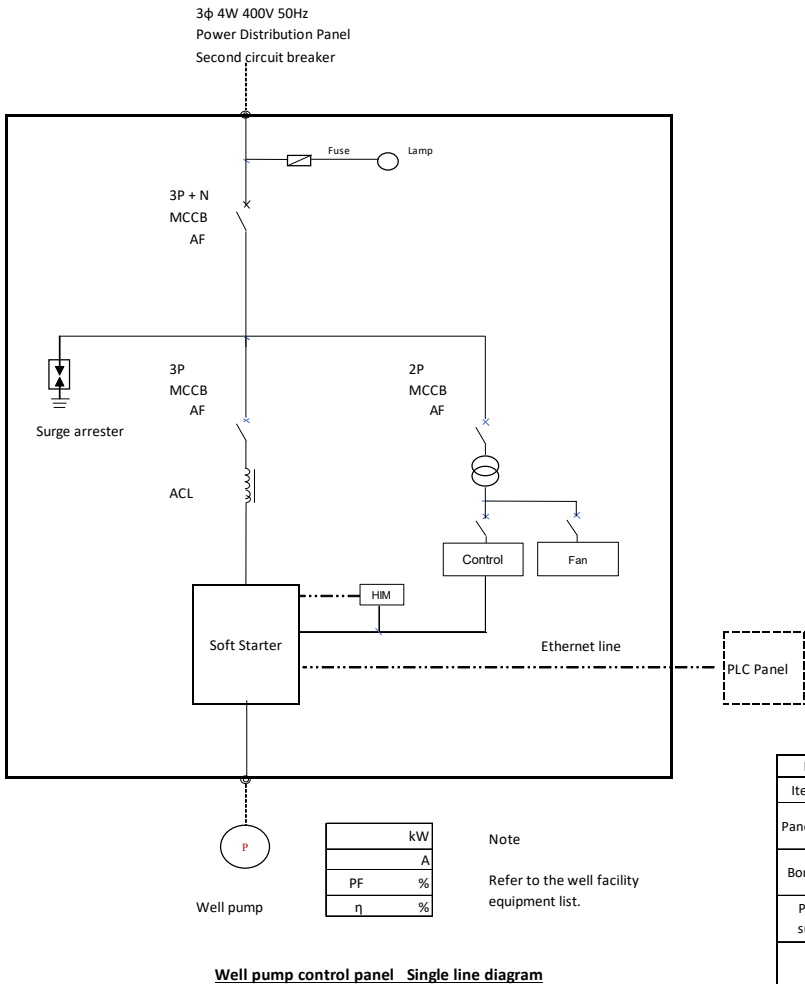 3ф 4W 400V 50Hz
Power Distribution Panel
Second circuit breaker
Fuse
Lamp
3P + N
MCCB
AF
3P
MCCB
AF
2P
MCCB
AF
Surge arrester
ACL
Control
Fan
HIM
Soft Starter
Ethernet line
PLC Panel
P
Well pump
kW
A
PF %
η %
Note
Refer to the well facility
equipment list.
Well pump control panel Single line diagram